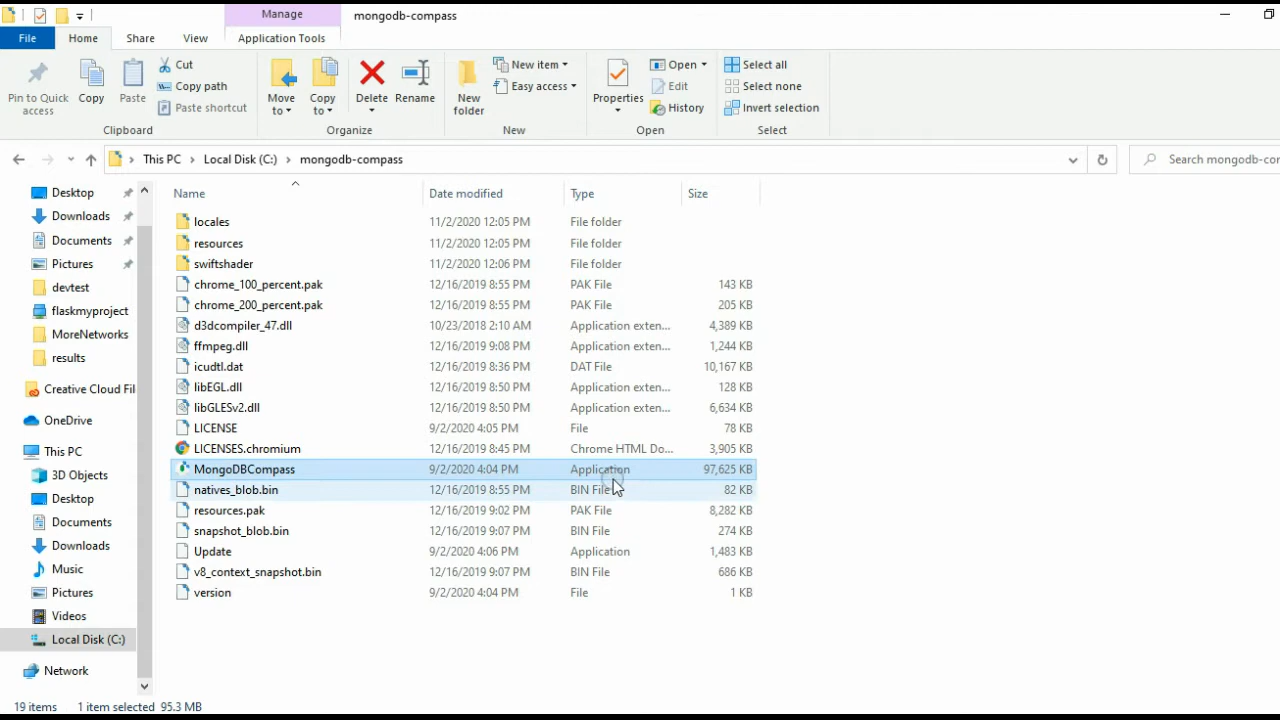 Manage
mongodb-compass
File
Home
Share
View
Application Tools
Pin to Quick access
Copy
Paste
Cut
Copy path
Paste shortcut
Clipboard
Move to
Copy to
Delete
Rename
Organize
New folder
New item
Easy access
New
Properties
Open
Edit
History
Open
Select all
Select none
Invert selection
Select
This PC > Local Disk (C:) > mongodb-compass
Search mongodb-co
Desktop
Downloads
Documents
Pictures
devtest
flaskmyproject
MoreNetworks
results
Creative Cloud Fil
OneDrive
This PC
3D Objects
Desktop
Documents
Downloads
Music
Pictures
Videos
Local Disk (C:)
Network
Name Date modified Type Size
locales 11/2/2020 12:05 PM File folder
resources 11/2/2020 12:05 PM File folder
swiftshader 11/2/2020 12:06 PM File folder
chrome_100_percent.pak 12/16/2019 8:55 PM PAK File 143 KB
chrome_200_percent.pak 12/16/2019 8:55 PM PAK File 205 KB
d3dcompiler_47.dll 10/23/2018 2:10 AM Application exten... 4,389 KB
ffmpeg.dll 12/16/2019 9:08 PM Application exten... 1,244 KB
icudtl.dat 12/16/2019 8:36 PM DAT File 10,167 KB
libEGL.dll 12/16/2019 8:50 PM Application exten... 128 KB
libGLESv2.dll 12/16/2019 8:50 PM Application exten... 6,634 KB
LICENSE 9/2/2020 4:05 PM File 78 KB
LICENSES.chromium 12/16/2019 8:45 PM Chrome HTML Do... 3,905 KB
MongoDBCompass 9/2/2020 4:04 PM Application 97,625 KB
natives_blob.bin 12/16/2019 8:55 PM BIN File 82 KB
resources.pak 12/16/2019 9:02 PM PAK File 8,282 KB
snapshot_blob.bin 12/16/2019 9:07 PM BIN File 274 KB
Update 9/2/2020 4:06 PM Application 1,483 KB
v8_context_snapshot.bin 12/16/2019 9:07 PM BIN File 686 KB
version 9/2/2020 4:04 PM File 1 KB
19 items 1 item selected 95.3 MB